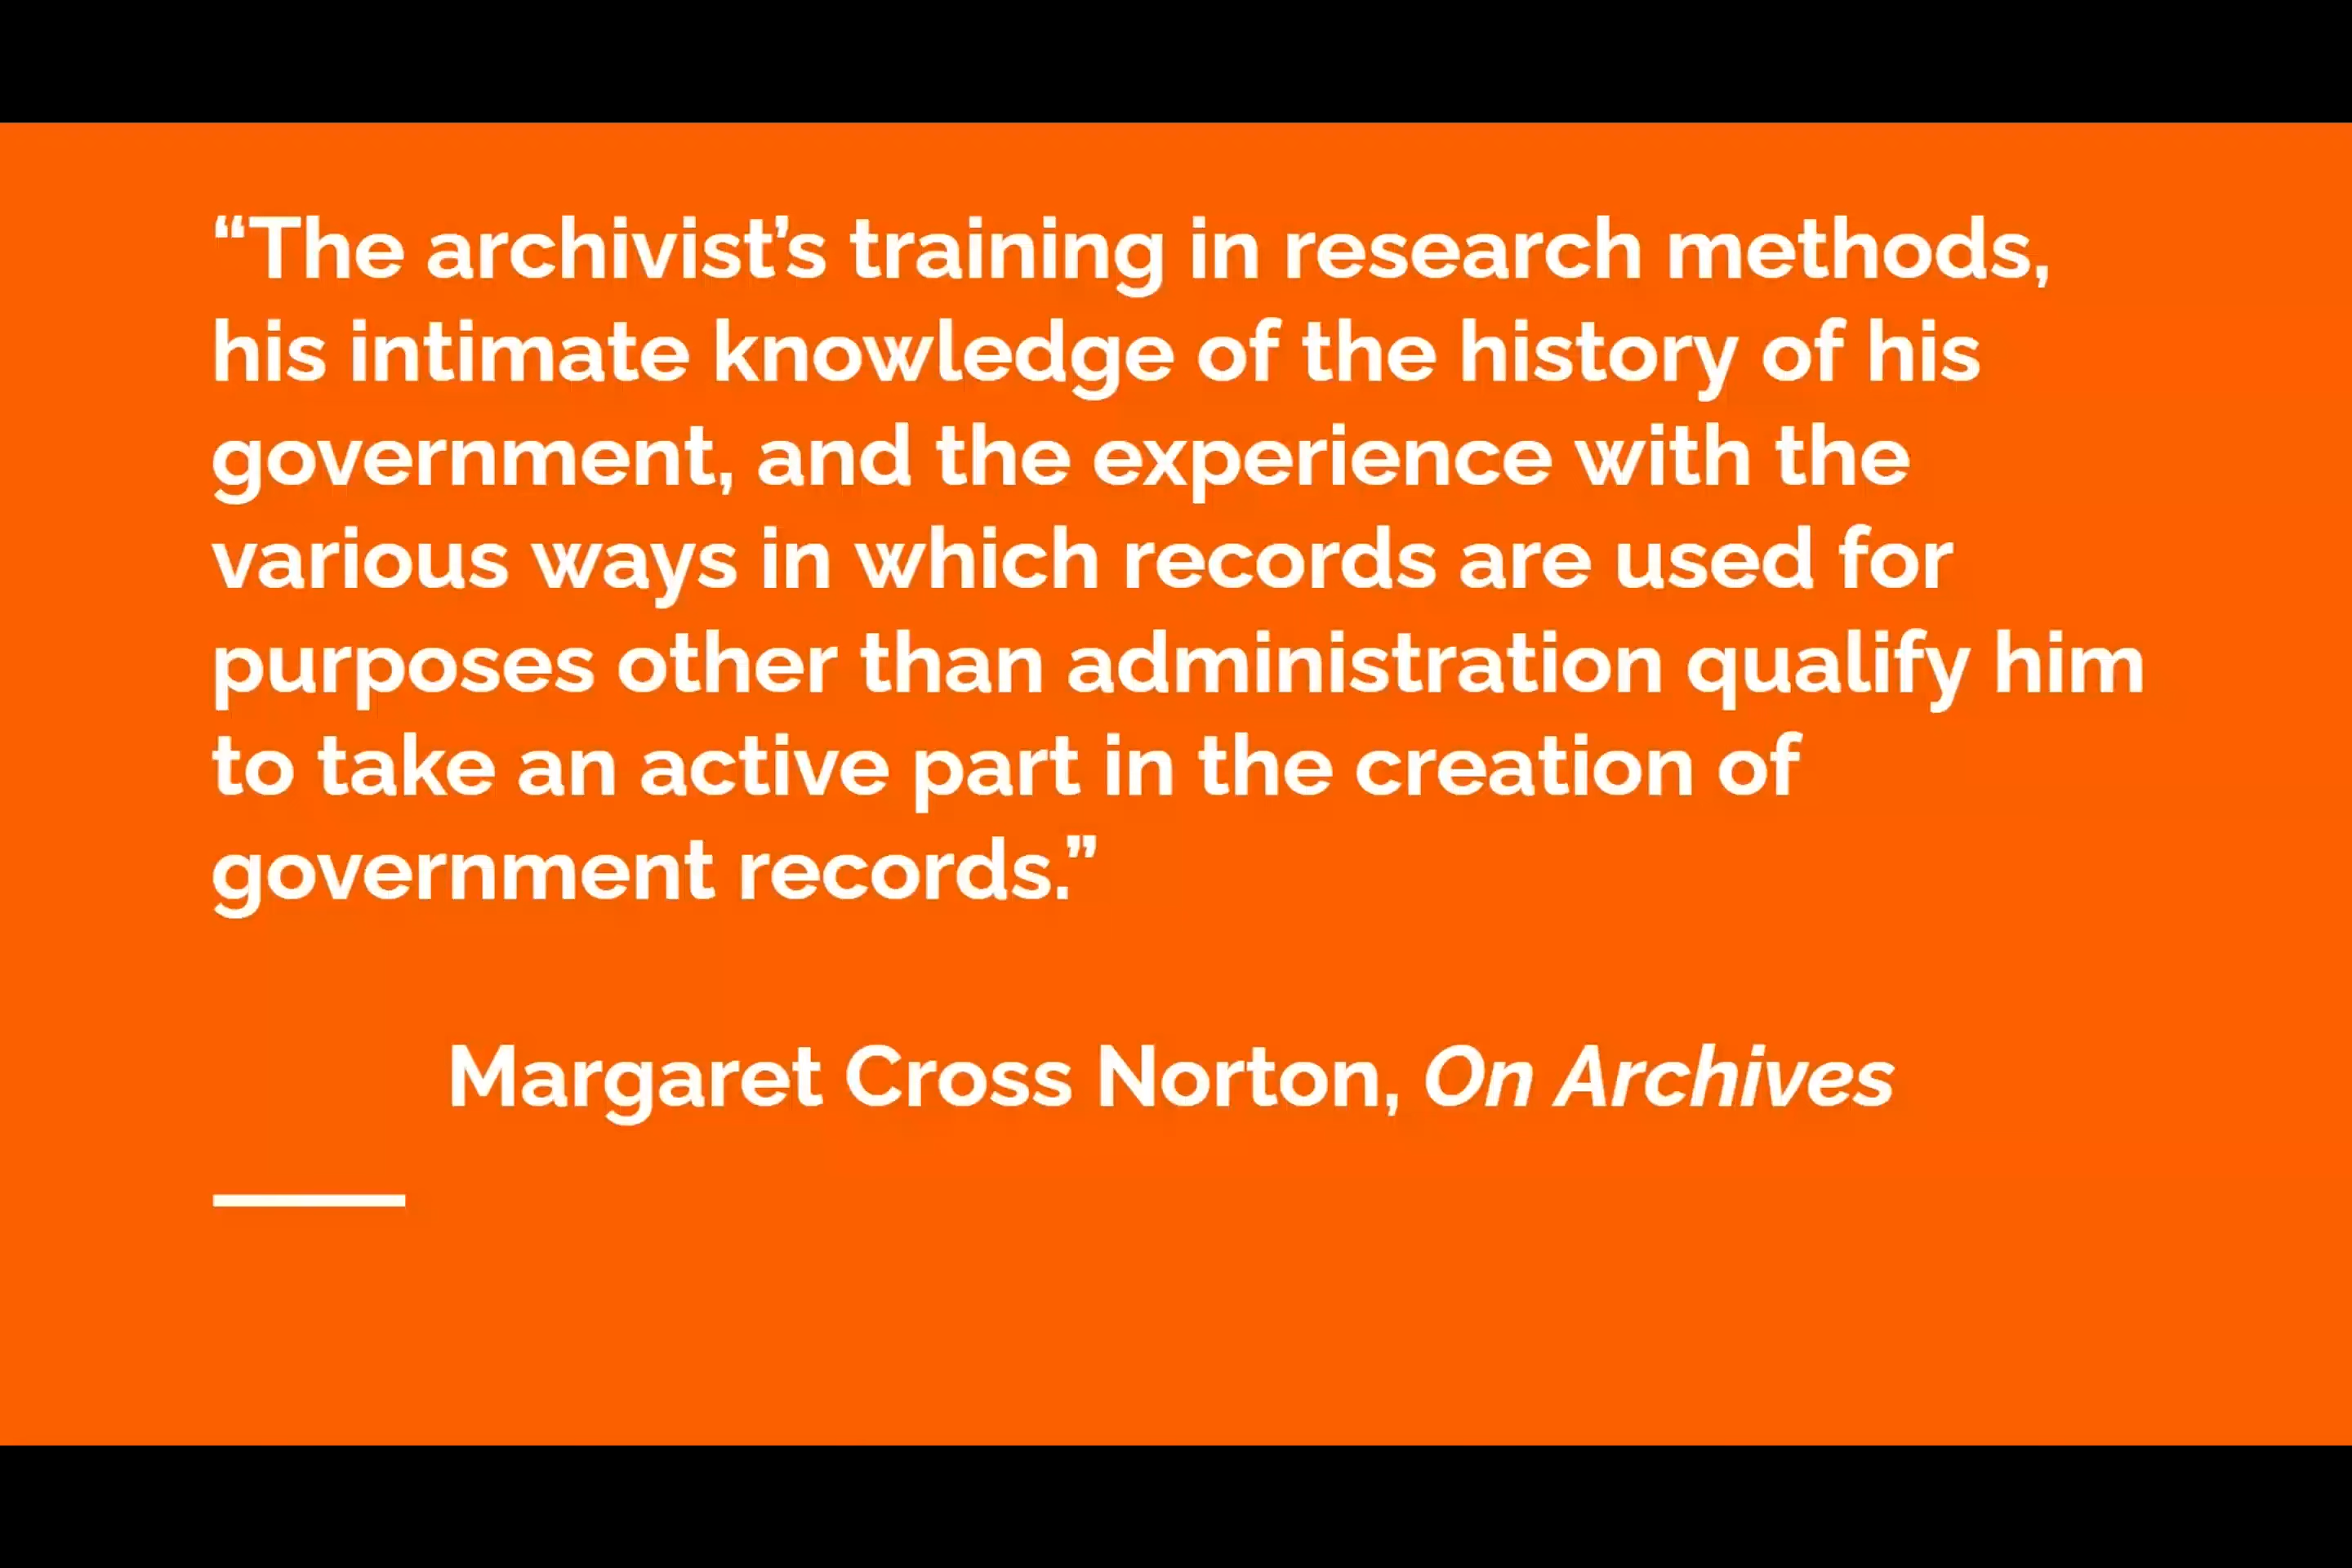 “The archivist’s training in research methods,
his intimate knowledge of the history of his
government, and the experience with the
various ways in which records are used for
purposes other than administration qualify him
to take an active part in the creation of
government records.”
Margaret Cross Norton, On Archives